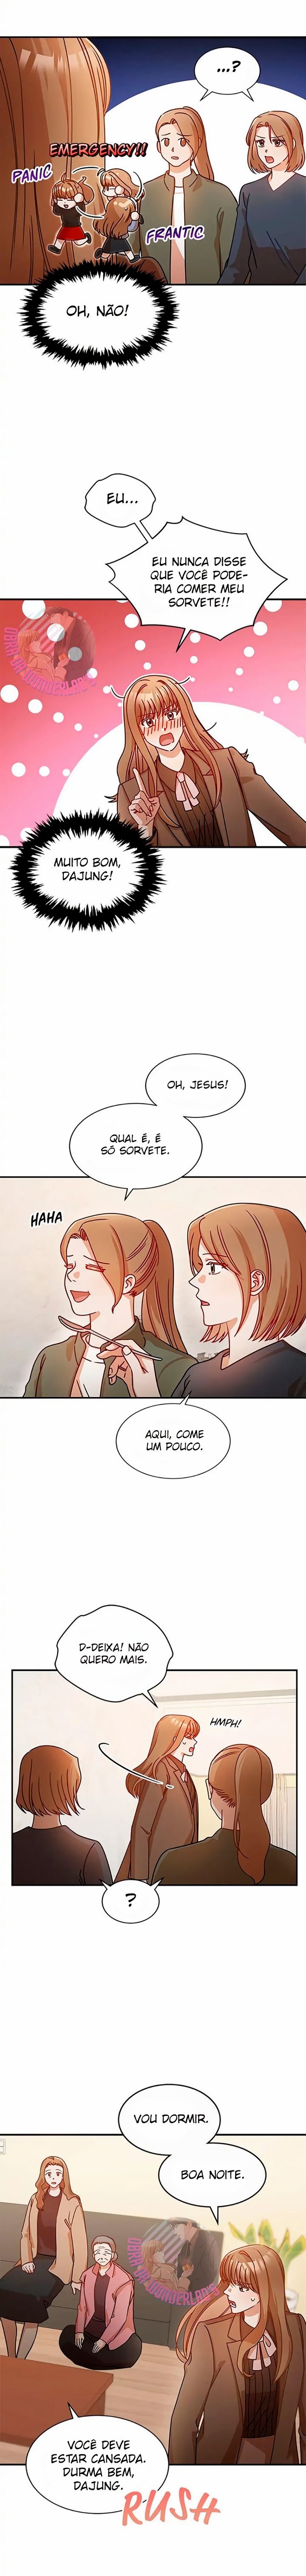 ...?
EMERGENCY!!
PANIC
FRANTIC
OH, NÃO!
EU...
EU NUNCA DISSE
QUE VOCÊ PODE-
RIA COMER MEU
SORVETE!!
MUITO BOM,
DAJUNG!
OH, JESUS!
QUAL É, É
SÓ SORVETE.
HAHA
AQUI, COME
UM POUCO.
D-DEIXA! NÃO
QUERO MAIS.
HMPH!
?
VOU DORMIR.
BOA NOITE.
VOCÊ DEVE
ESTAR CANSADA.
DURMA BEM,
DAJUNG.
RUSH